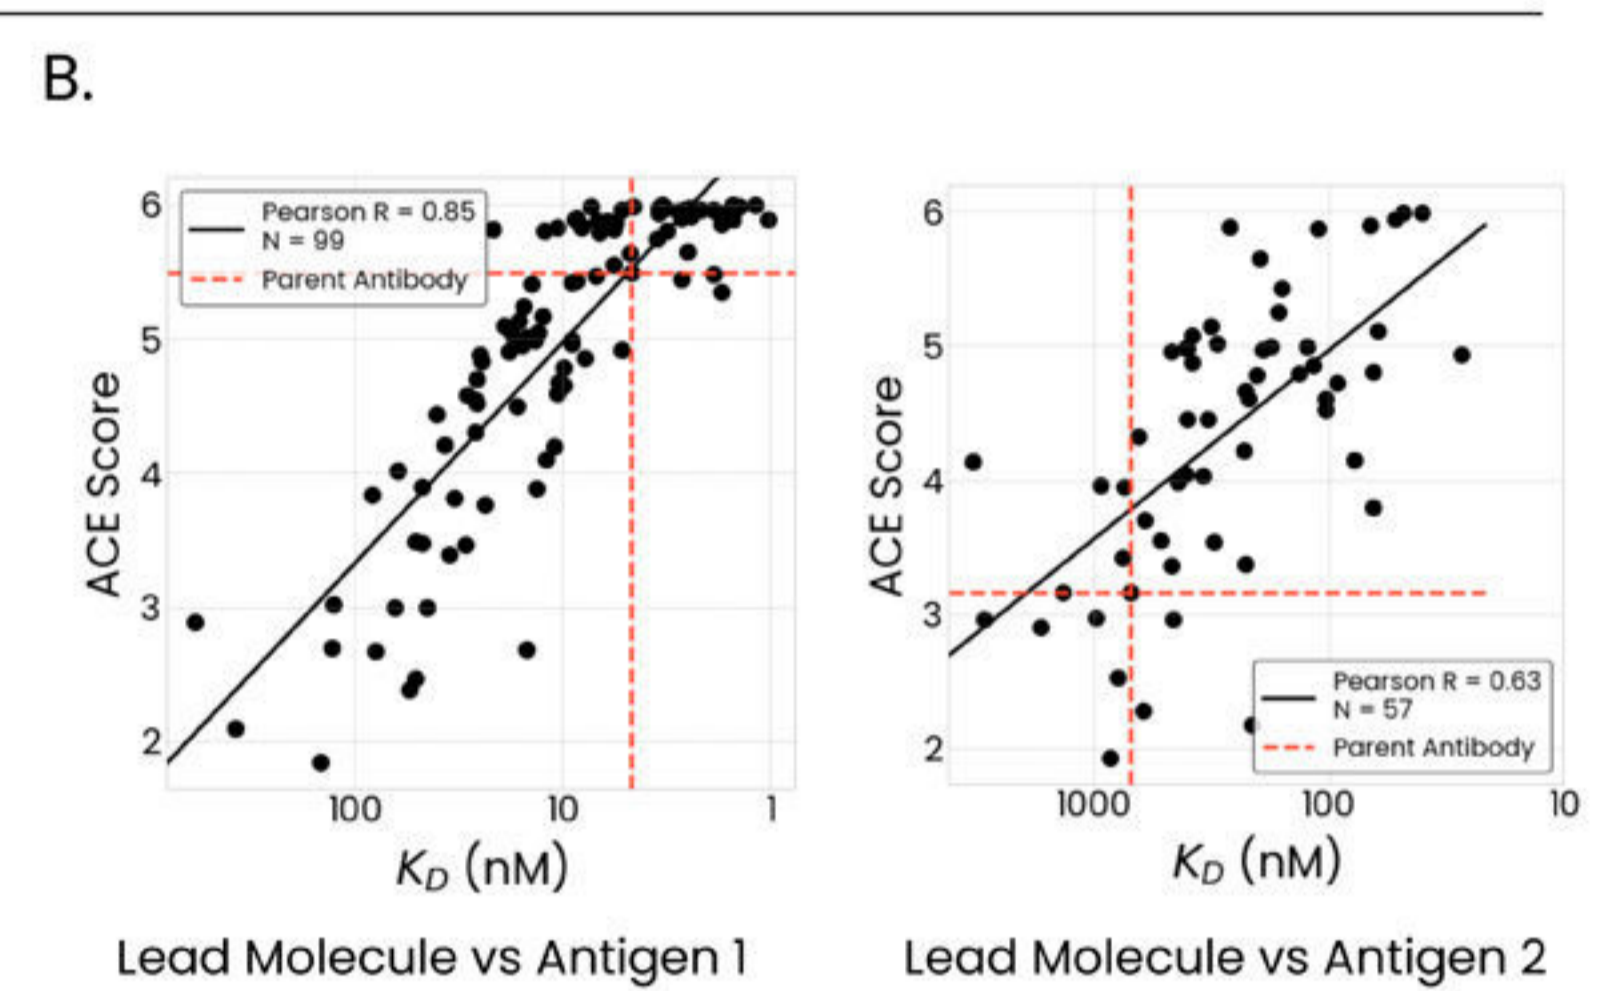 B.
6
5
4
3
2
ACE Score
Pearson R = 0.85
N = 99
Parent Antibody
100 10 1
K_D (nM)
Lead Molecule vs Antigen 1
6
5
4
3
2
ACE Score
Pearson R = 0.63
N = 57
Parent Antibody
1000 100 10
K_D (nM)
Lead Molecule vs Antigen 2